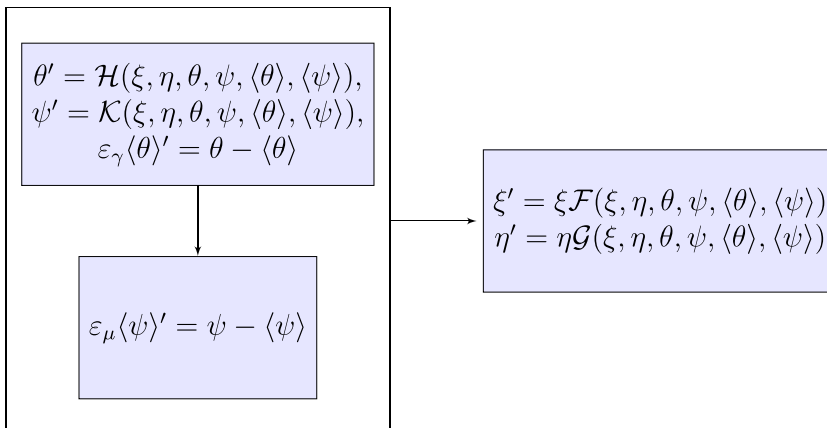 θ′ = ℋ(ξ, η, θ, ψ, ⟨θ⟩, ⟨ψ⟩),
ψ′ = 𝒦(ξ, η, θ, ψ, ⟨θ⟩, ⟨ψ⟩),
ε_γ⟨θ⟩′ = θ − ⟨θ⟩
ε_μ⟨ψ⟩′ = ψ − ⟨ψ⟩
ξ′ = ξℱ(ξ, η, θ, ψ, ⟨θ⟩, ⟨ψ⟩)
η′ = η𝒢(ξ, η, θ, ψ, ⟨θ⟩, ⟨ψ⟩)